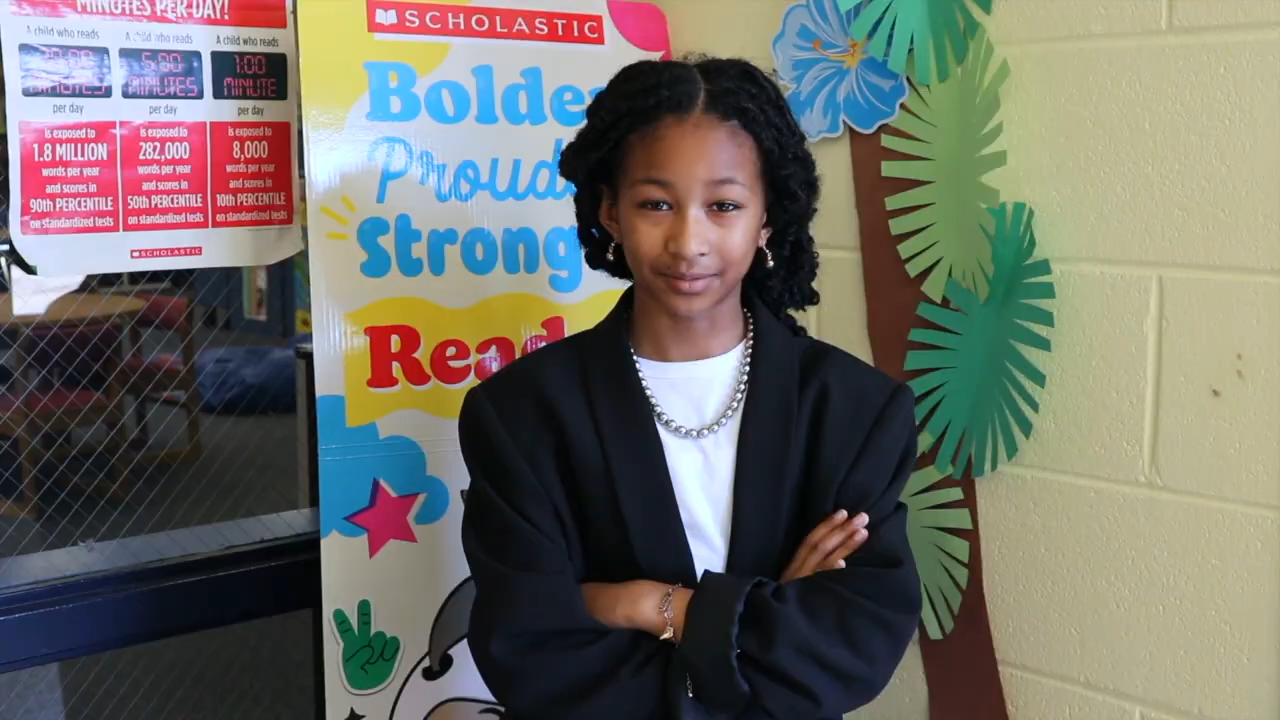 MINUTES PER DAY!
A child who reads
A child who reads
A child who reads
MINUTES
5:00
MINUTES
1:00
MINUTE
per day
per day
per day
is exposed to
1.8 MILLION
words per year
and scores in
90th PERCENTILE
on standardized tests
is exposed to
282,000
words per year
and scores in
50th PERCENTILE
on standardized tests
is exposed to
8,000
words per year
and scores in
10th PERCENTILE
on standardized tests
SCHOLASTIC
SCHOLASTIC
Bolde
Proud
Strong
Read